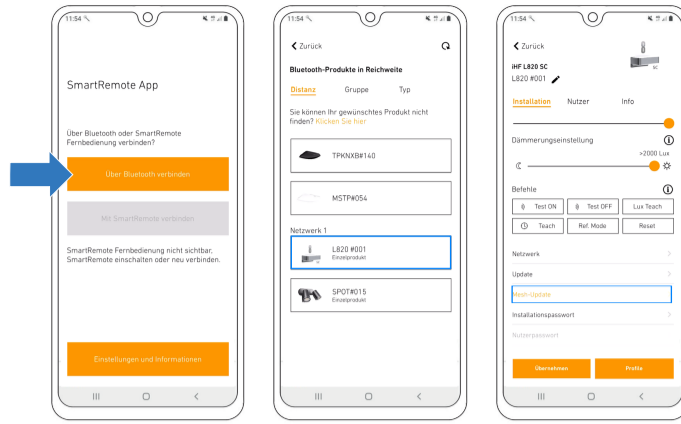 11:54
SmartRemote App
Über Bluetooth oder SmartRemote
Fernbedienung verbinden?
Über Bluetooth verbinden
Mit SmartRemote verbinden
SmartRemote Fernbedienung nicht sichtbar,
SmartRemote einschalten oder neu verbinden.
Einstellungen und Informationen
11:54
Zurück
Bluetooth-Produkte in Reichweite
Distanz Gruppe Typ
Sie können Ihr gewünschtes Produkt nicht
finden? Klicken Sie hier
TPKNXB#140
MSTP#054
Netzwerk 1
L820 #001
Einzelprodukt
SPOT#015
Einzelprodukt
11:54
Zurück
iHF L820 SC
L820 #001
SC
Installation Nutzer Info
Dämmerungseinstellung
>2000 Lux
Befehle
Test ON Test OFF Lux Teach
Teach Ref. Mode Reset
Netzwerk
Update
Mesh-Update
Installationspasswort
Nutzerpasswort
Übernehmen Profile